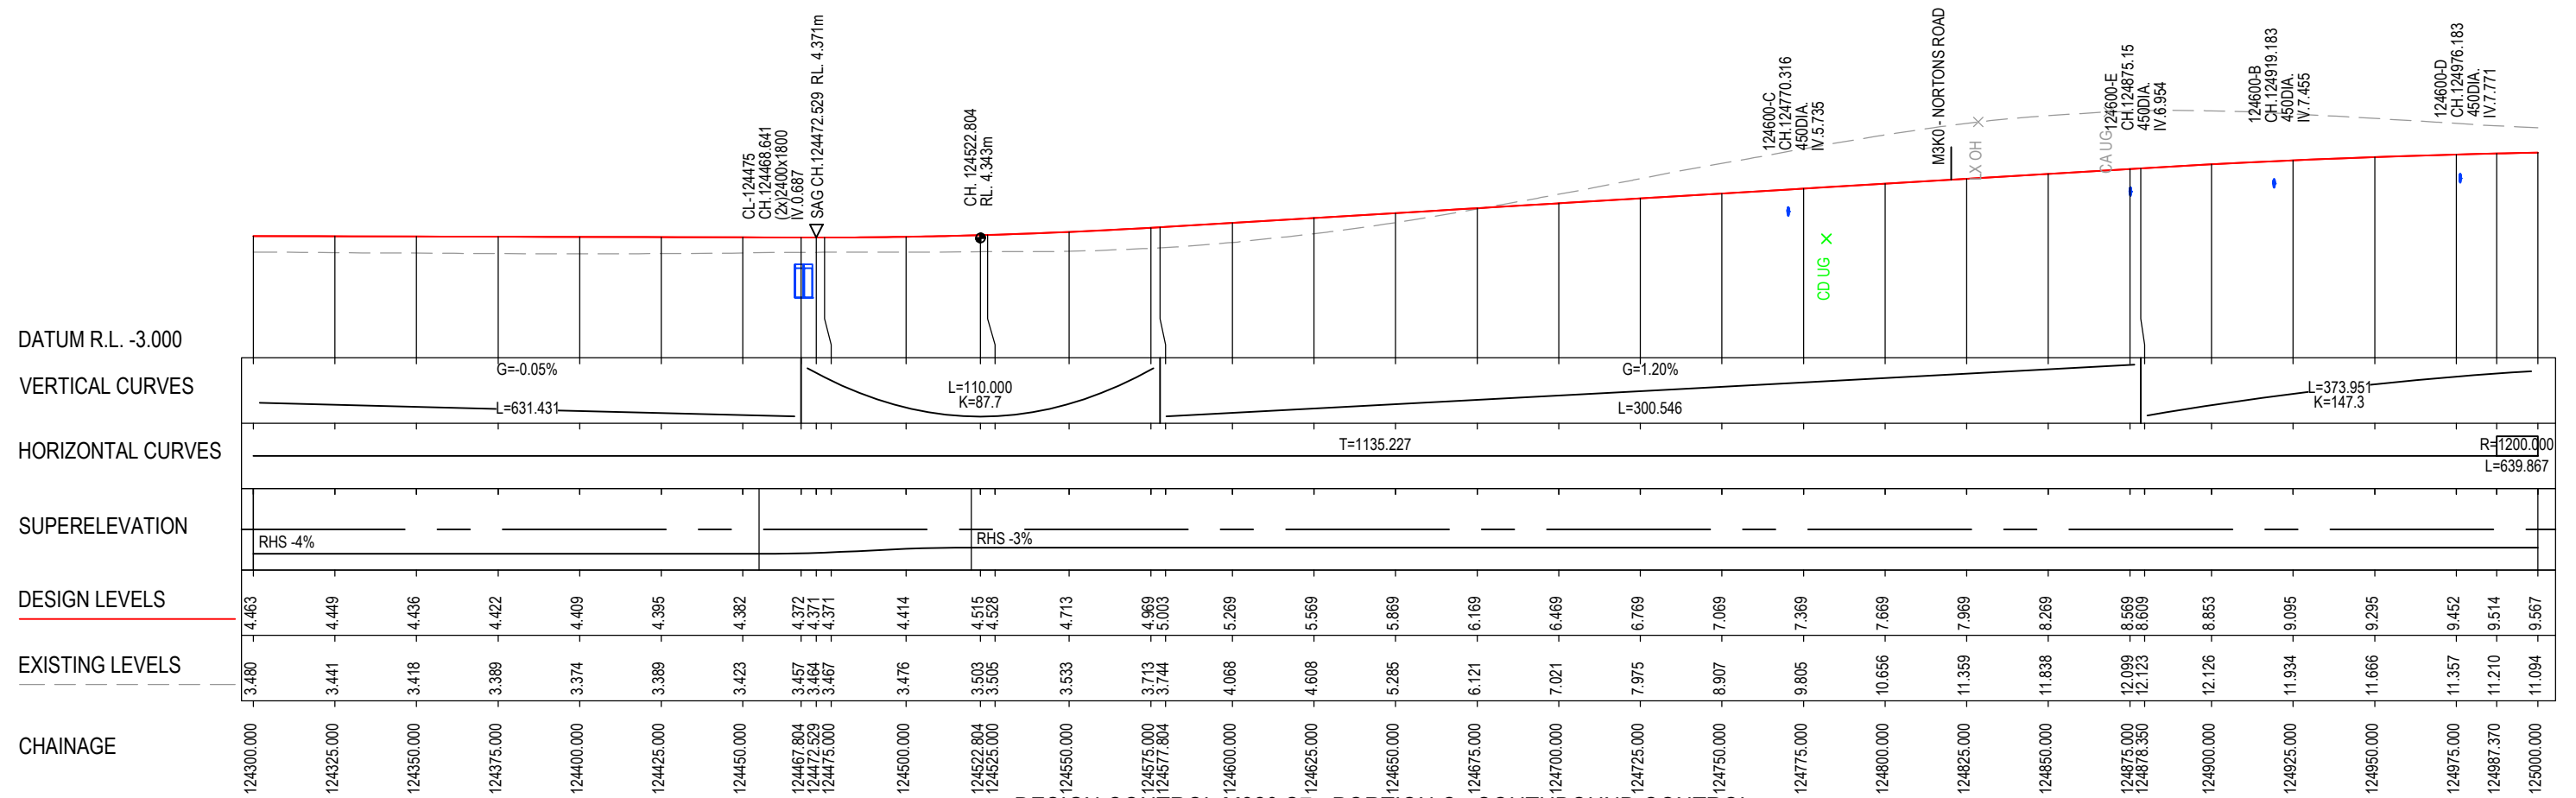 CL-124475
CH.124468.641
(2x)2400x1800
IV.0.687
SAG CH.124472.529 RL. 4.371m
CH. 124522.804
RL. 4.343m
124600-C
CH.124770.316
450DIA.
IV.5.735
M3K0 - NORTONS ROAD
LX OH
CA UG
124600-E
CH.124875.15
450DIA.
IV.6.954
124600-B
CH.124919.183
450DIA.
IV.7.455
124600-D
CH.124976.183
450DIA.
IV.7.771
CD UG
DATUM R.L. -3.000
VERTICAL CURVES
G=-0.05%
L=631.431
L=110.000
K=87.7
G=1.20%
L=300.546
L=373.951
K=147.3
HORIZONTAL CURVES
T=1135.227
R=1200.000
L=639.867
SUPERELEVATION
RHS -4%
RHS -3%
DESIGN LEVELS
4.463 4.449 4.436 4.422 4.409 4.395 4.382 4.372 4.371 4.371 4.414 4.515 4.528 4.713 4.969 5.003 5.269 5.569 5.869 6.169 6.469 6.769 7.069 7.369 7.669 7.969 8.269 8.569 8.609 8.853 9.095 9.295 9.452 9.514 9.567
EXISTING LEVELS
3.480 3.441 3.418 3.389 3.374 3.389 3.423 3.457 3.464 3.467 3.476 3.503 3.505 3.533 3.713 3.744 4.068 4.608 5.285 6.121 7.021 7.975 8.907 9.805 10.656 11.359 11.838 12.099 12.123 12.126 11.934 11.666 11.357 11.210 11.094
CHAINAGE
124300.000 124325.000 124350.000 124375.000 124400.000 124425.000 124450.000 124467.804 124472.529 124475.000 124500.000 124522.804 124525.000 124550.000 124575.000 124577.804 124600.000 124625.000 124650.000 124675.000 124700.000 124725.000 124750.000 124775.000 124800.000 124825.000 124850.000 124875.000 124878.350 124900.000 124925.000 124950.000 124975.000 124987.370 125000.000